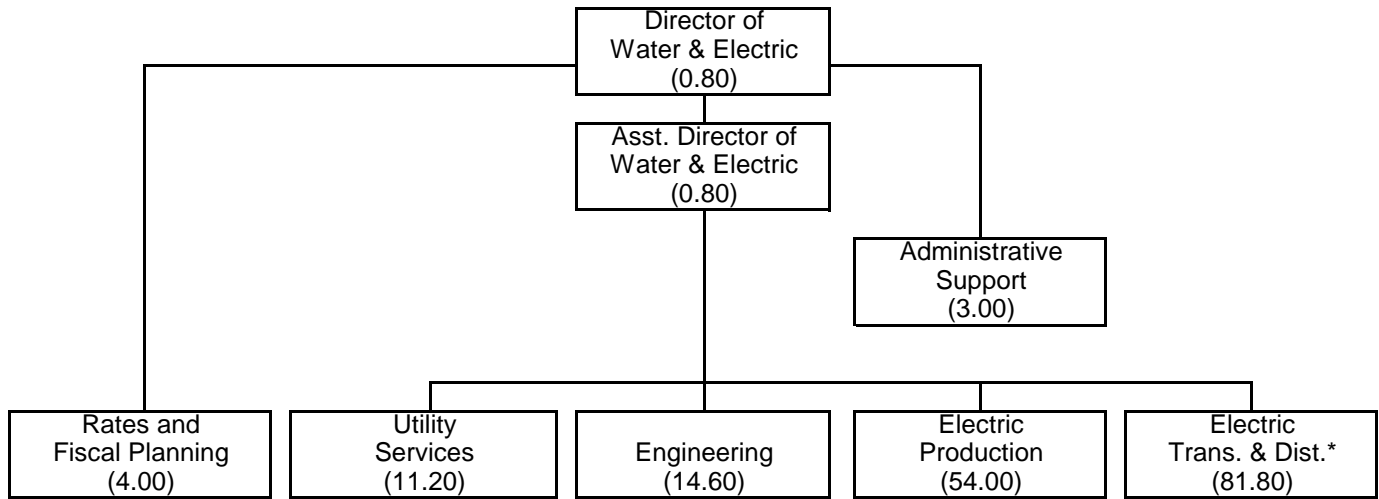 Director of
Water & Electric
(0.80)
Asst. Director of
Water & Electric
(0.80)
Administrative
Support
(3.00)
Rates and
Fiscal Planning
(4.00)
Utility
Services
(11.20)
Engineering
(14.60)
Electric
Production
(54.00)
Electric
Trans. & Dist.*
(81.80)